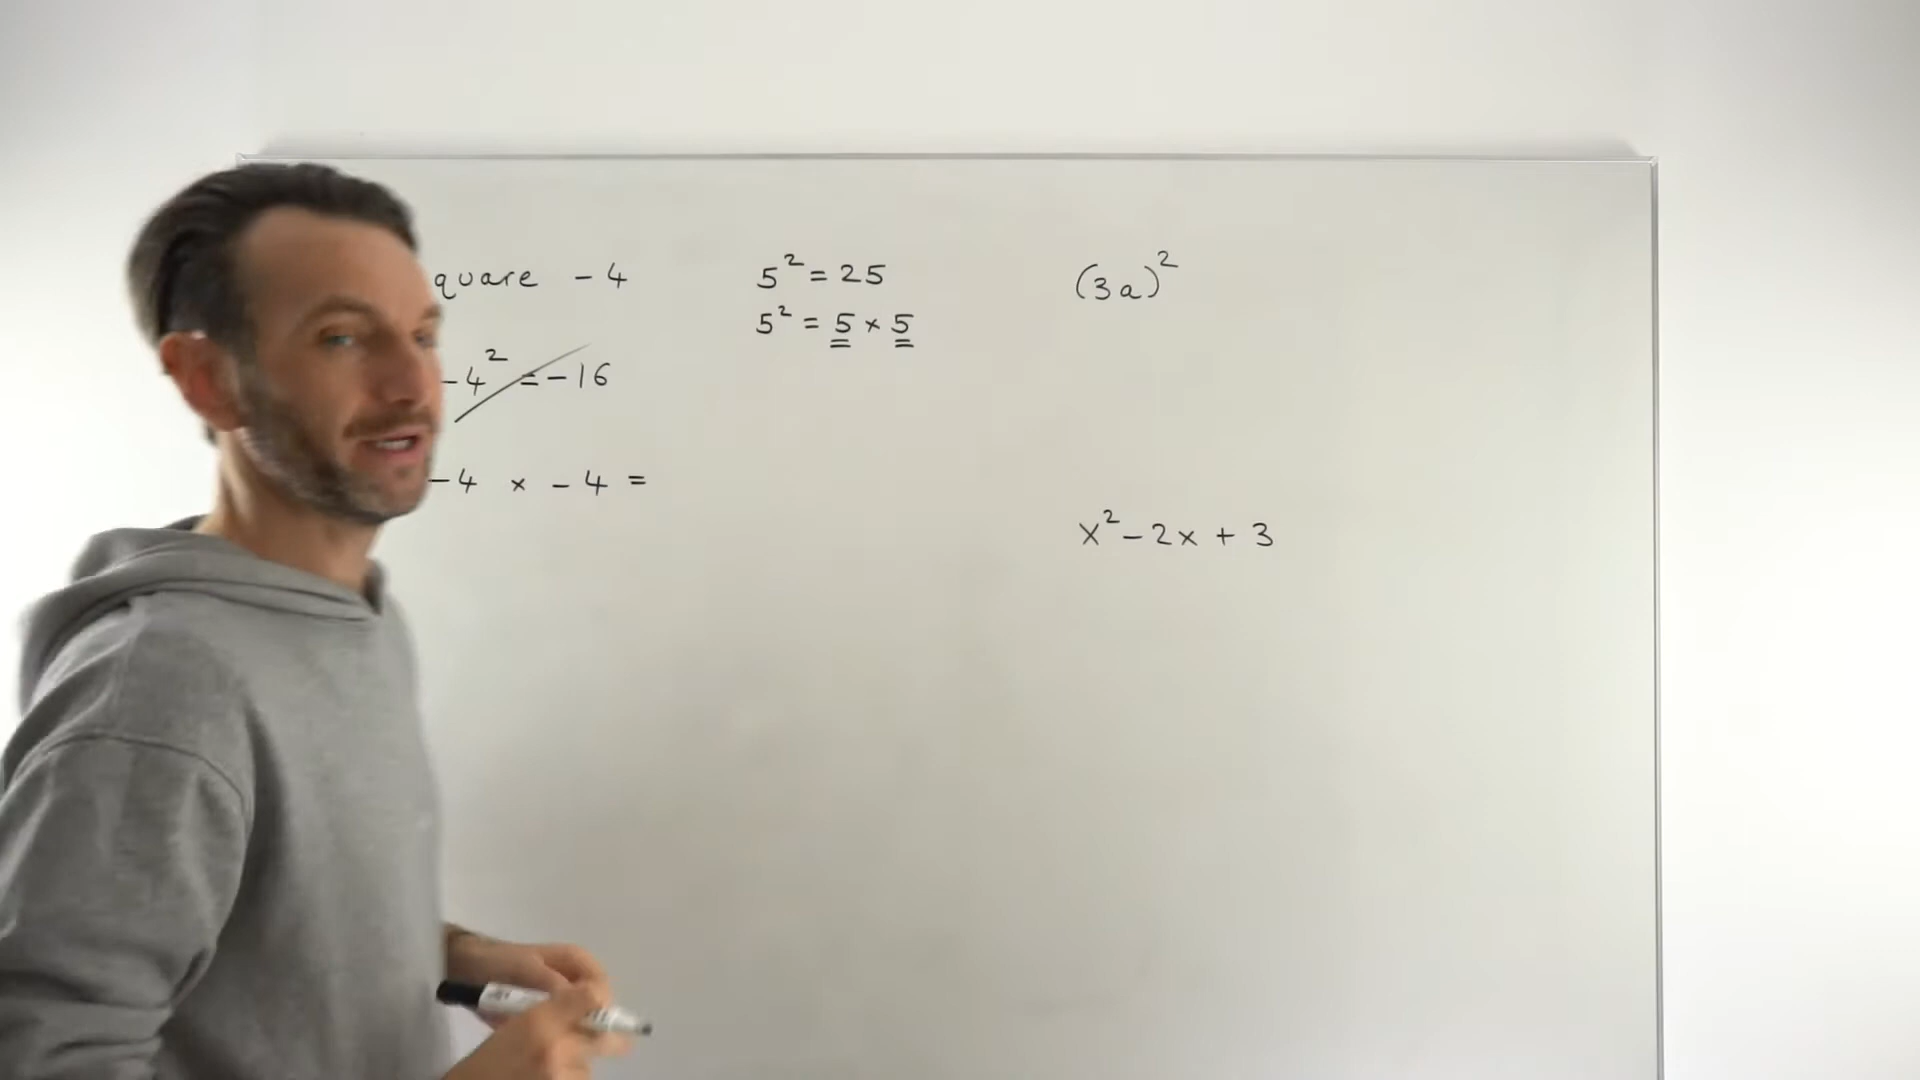 quare -4
-4² = -16
-4 × -4 =
5² = 25
5² = 5 × 5
(3a)²
x² - 2x + 3